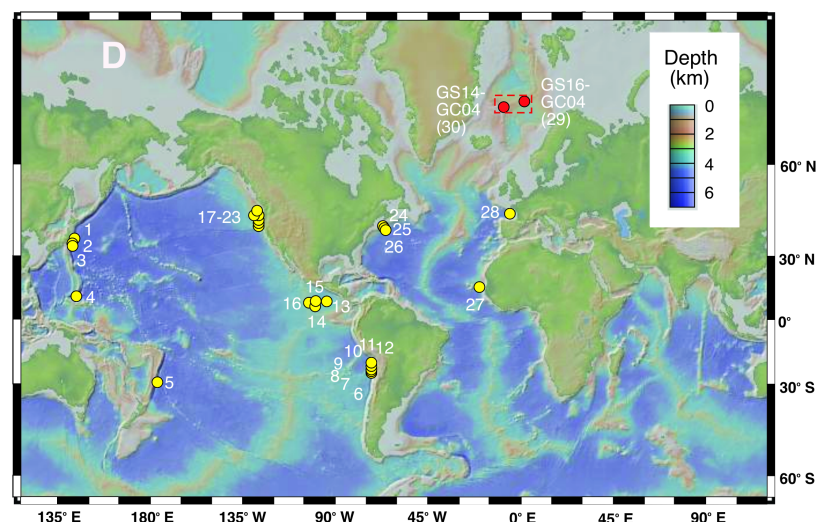 D
Depth
(km)
0
2
4
6
GS14-
GC04
(30)
GS16-
GC04
(29)
60° N
30° N
0°
30° S
60° S
17-23
24
25
26
28
27
1
2
3
4
5
15
16
13
14
11
12
10
9
8
7
6
135° E
180° E
135° W
90° W
45° W
0° E
45° E
90° E